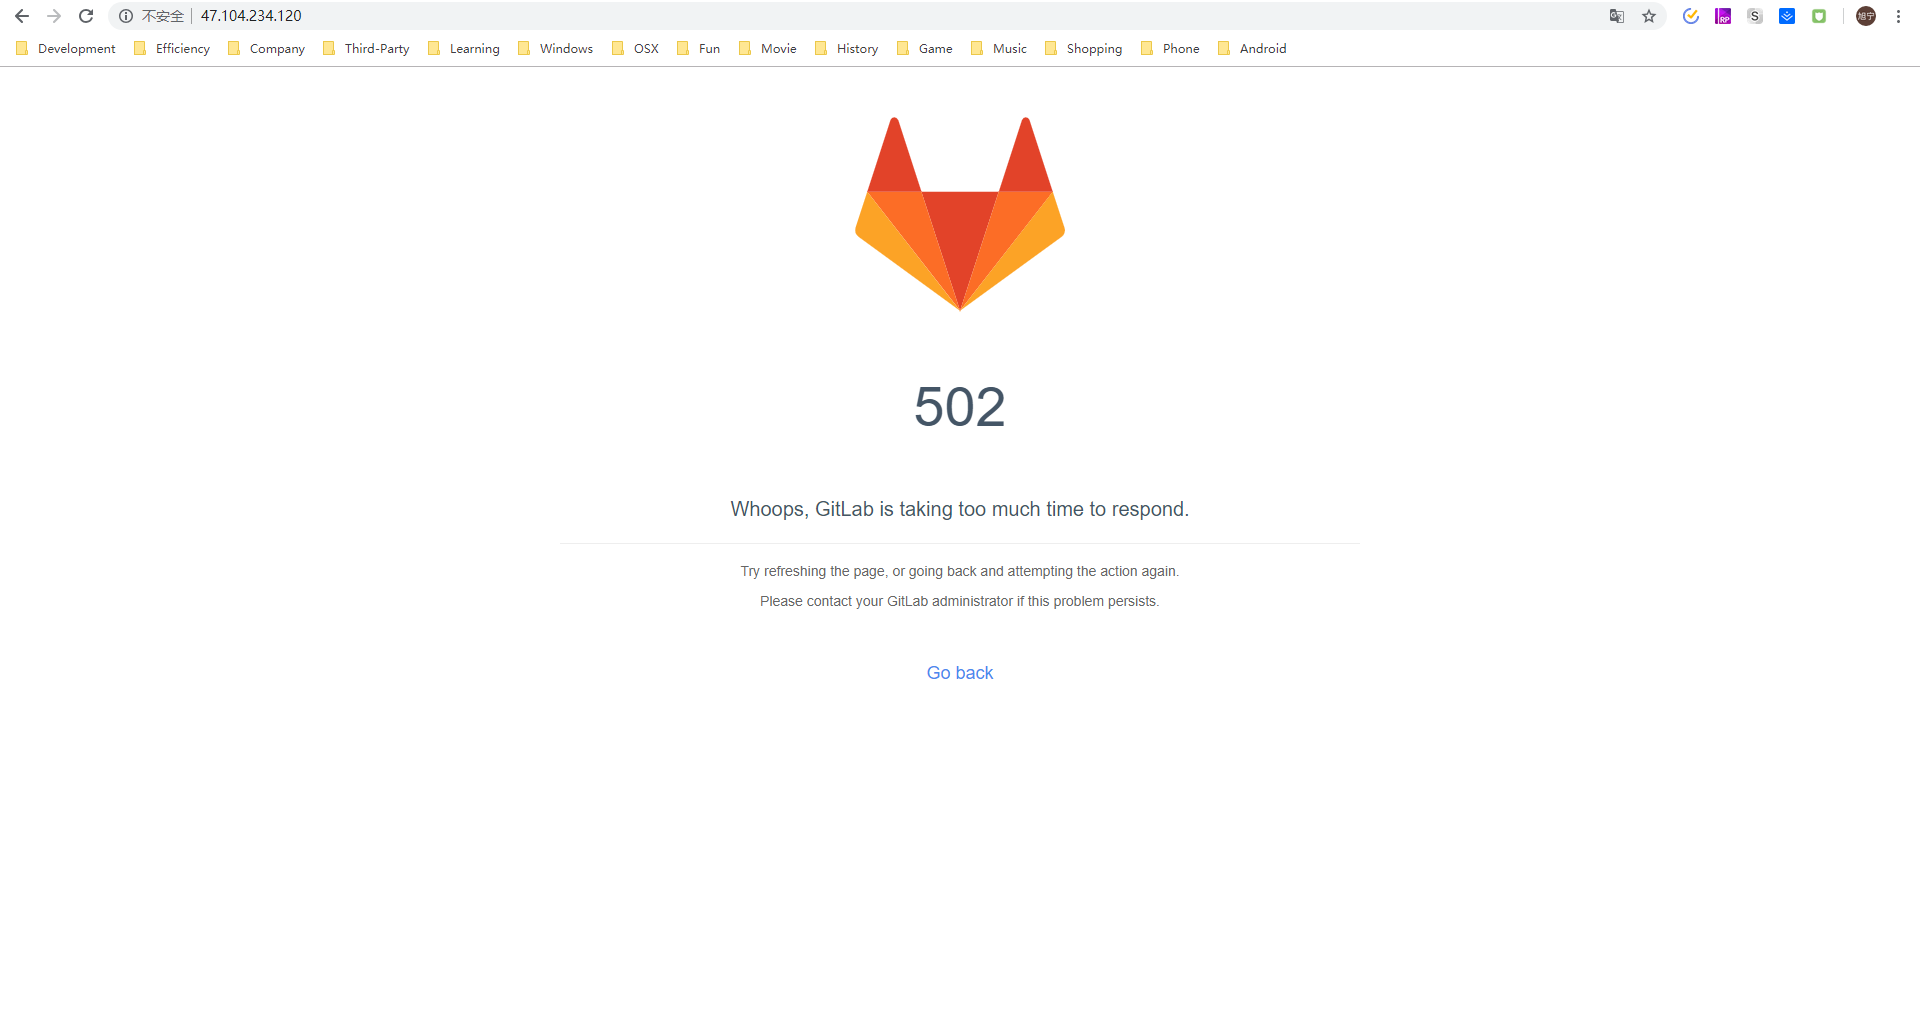 不安全 47.104.234.120
旭宁
Development Efficiency Company Third-Party Learning Windows OSX Fun Movie History Game Music Shopping Phone Android
502
Whoops, GitLab is taking too much time to respond.
Try refreshing the page, or going back and attempting the action again.
Please contact your GitLab administrator if this problem persists.
Go back